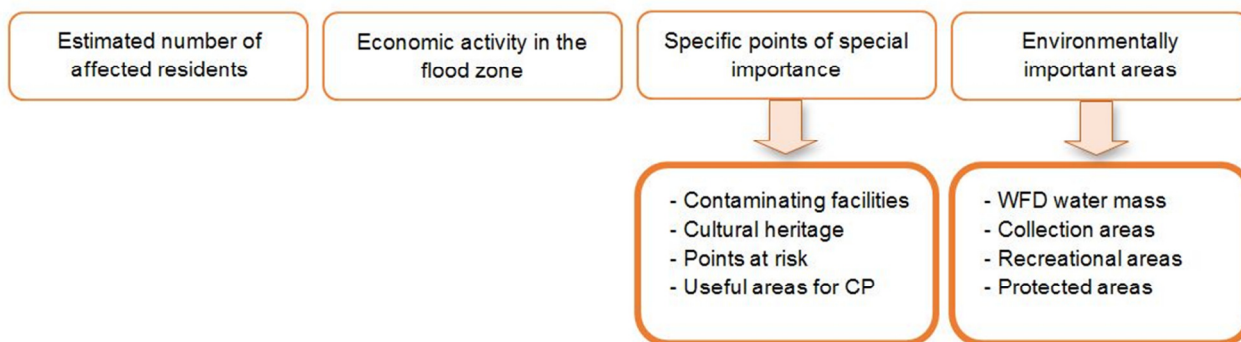 Estimated number of
affected residents
Economic activity in the
flood zone
Specific points of special
importance
Environmentally
important areas
- Contaminating facilities
- Cultural heritage
- Points at risk
- Useful areas for CP
- WFD water mass
- Collection areas
- Recreational areas
- Protected areas